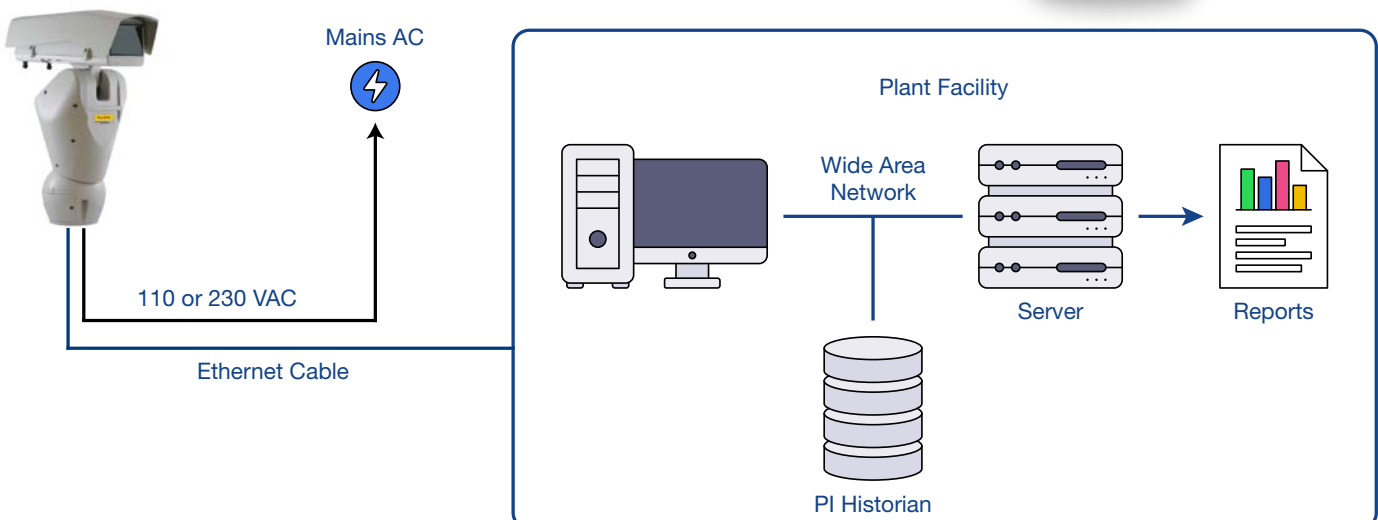 Mains AC
Plant Facility
Wide Area
Network
110 or 230 VAC
Server
Reports
Ethernet Cable
PI Historian